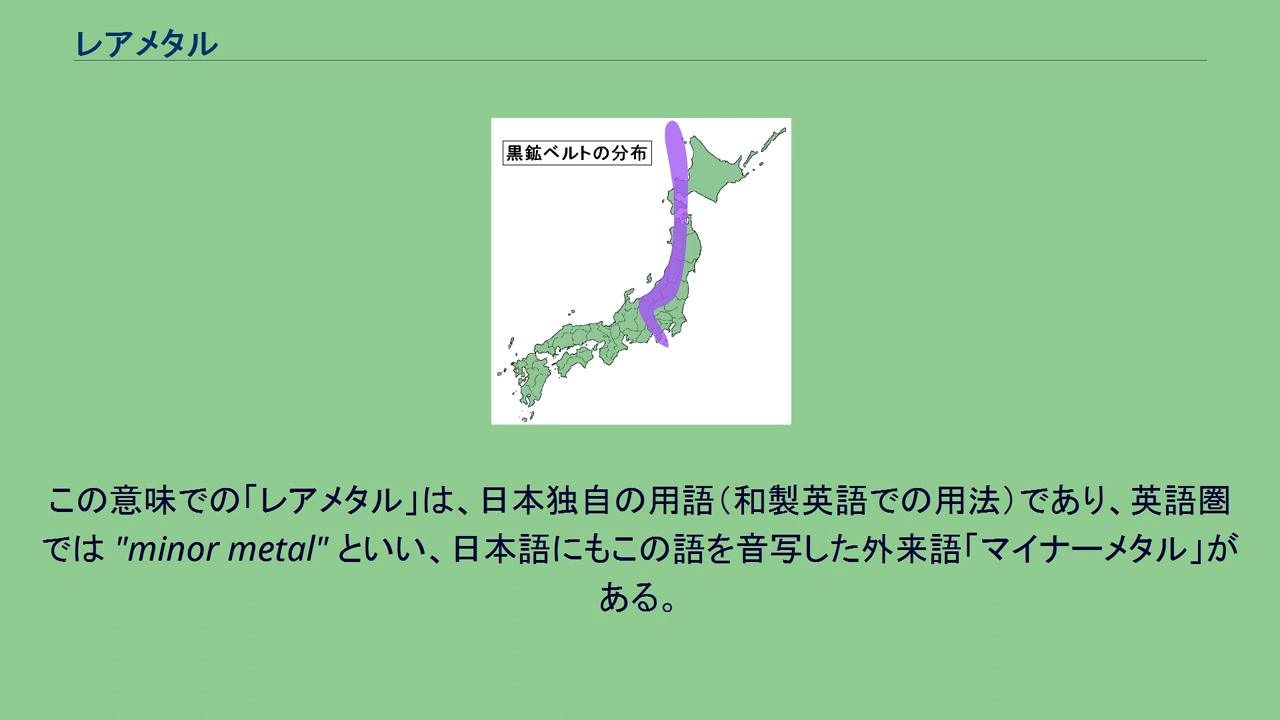 レアメタル
黒鉱ベルトの分布
この意味での「レアメタル」は、日本独自の用語（和製英語での用法）であり、英語圏
では "minor metal" といい、日本語にもこの語を音写した外来語「マイナーメタル」が
ある。